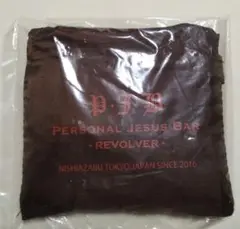 P·J·B
PERSONAL JESUS BAR
· REVOLVER ·
NISHIAZABU TOKYO JAPAN SINCE 2016